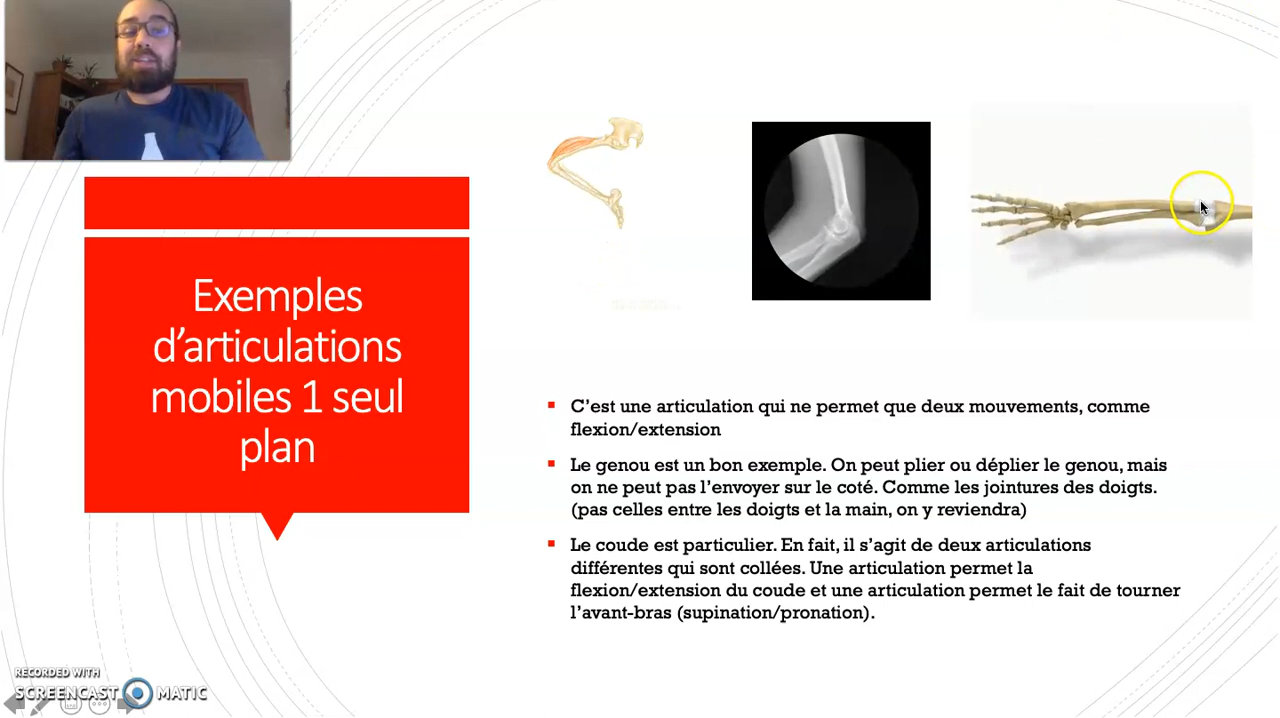 Exemples
d’articulations
mobiles 1 seul
plan
C’est une articulation qui ne permet que deux mouvements, comme
flexion/extension
Le genou est un bon exemple. On peut plier ou déplier le genou, mais
on ne peut pas l’envoyer sur le coté. Comme les jointures des doigts.
(pas celles entre les doigts et la main, on y reviendra)
Le coude est particulier. En fait, il s’agit de deux articulations
différentes qui sont collées. Une articulation permet la
flexion/extension du coude et une articulation permet le fait de tourner
l’avant-bras (supination/pronation).
RECORDED WITH
SCREENCAST MATIC